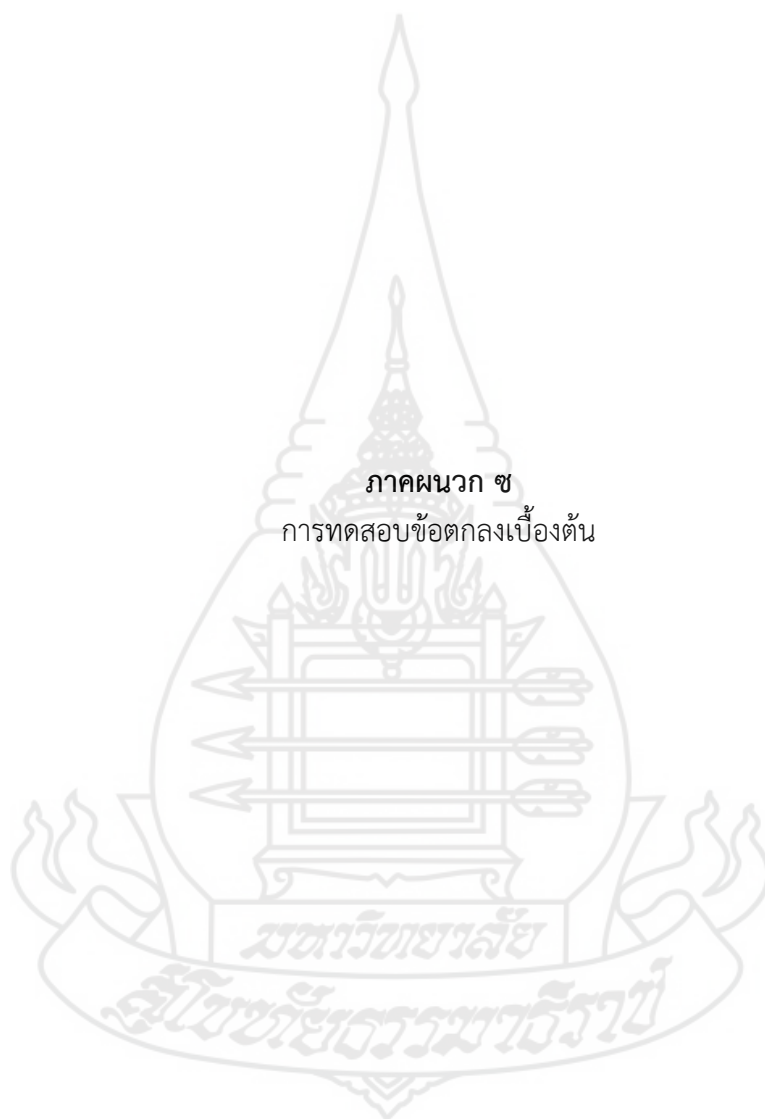 ภาคผนวก ซ
การทดสอบข้อตกลงเบื้องต้น
มหาวิทยาลัย
สุโขทัยธรรมาธิราช